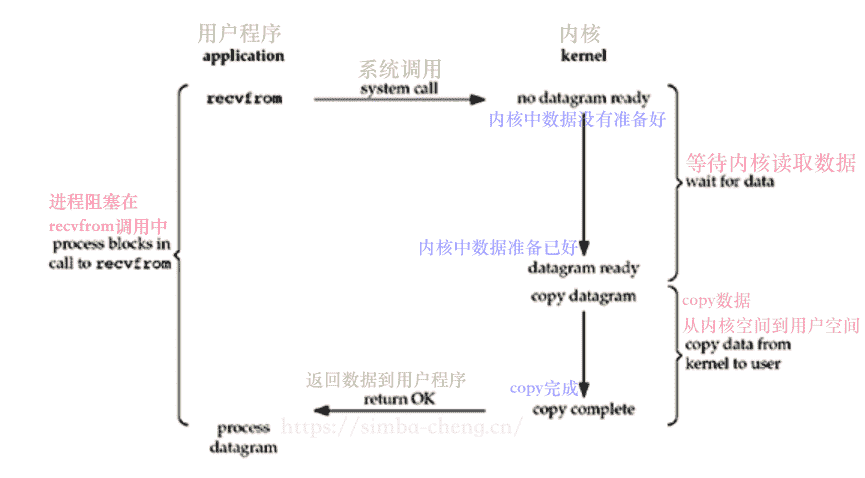 用户程序
application
内核
kernel
系统调用
system call
recvfrom
no datagram ready
内核中数据没有准备好
等待内核读取数据
wait for data
进程阻塞在
recvfrom调用中
process blocks in
call to recvfrom
内核中数据准备已好
datagram ready
copy datagram
copy数据
从内核空间到用户空间
copy data from
kernel to user
返回数据到用户程序
return OK
copy完成
copy complete
process
datagram
https://simba-cheng.cn/